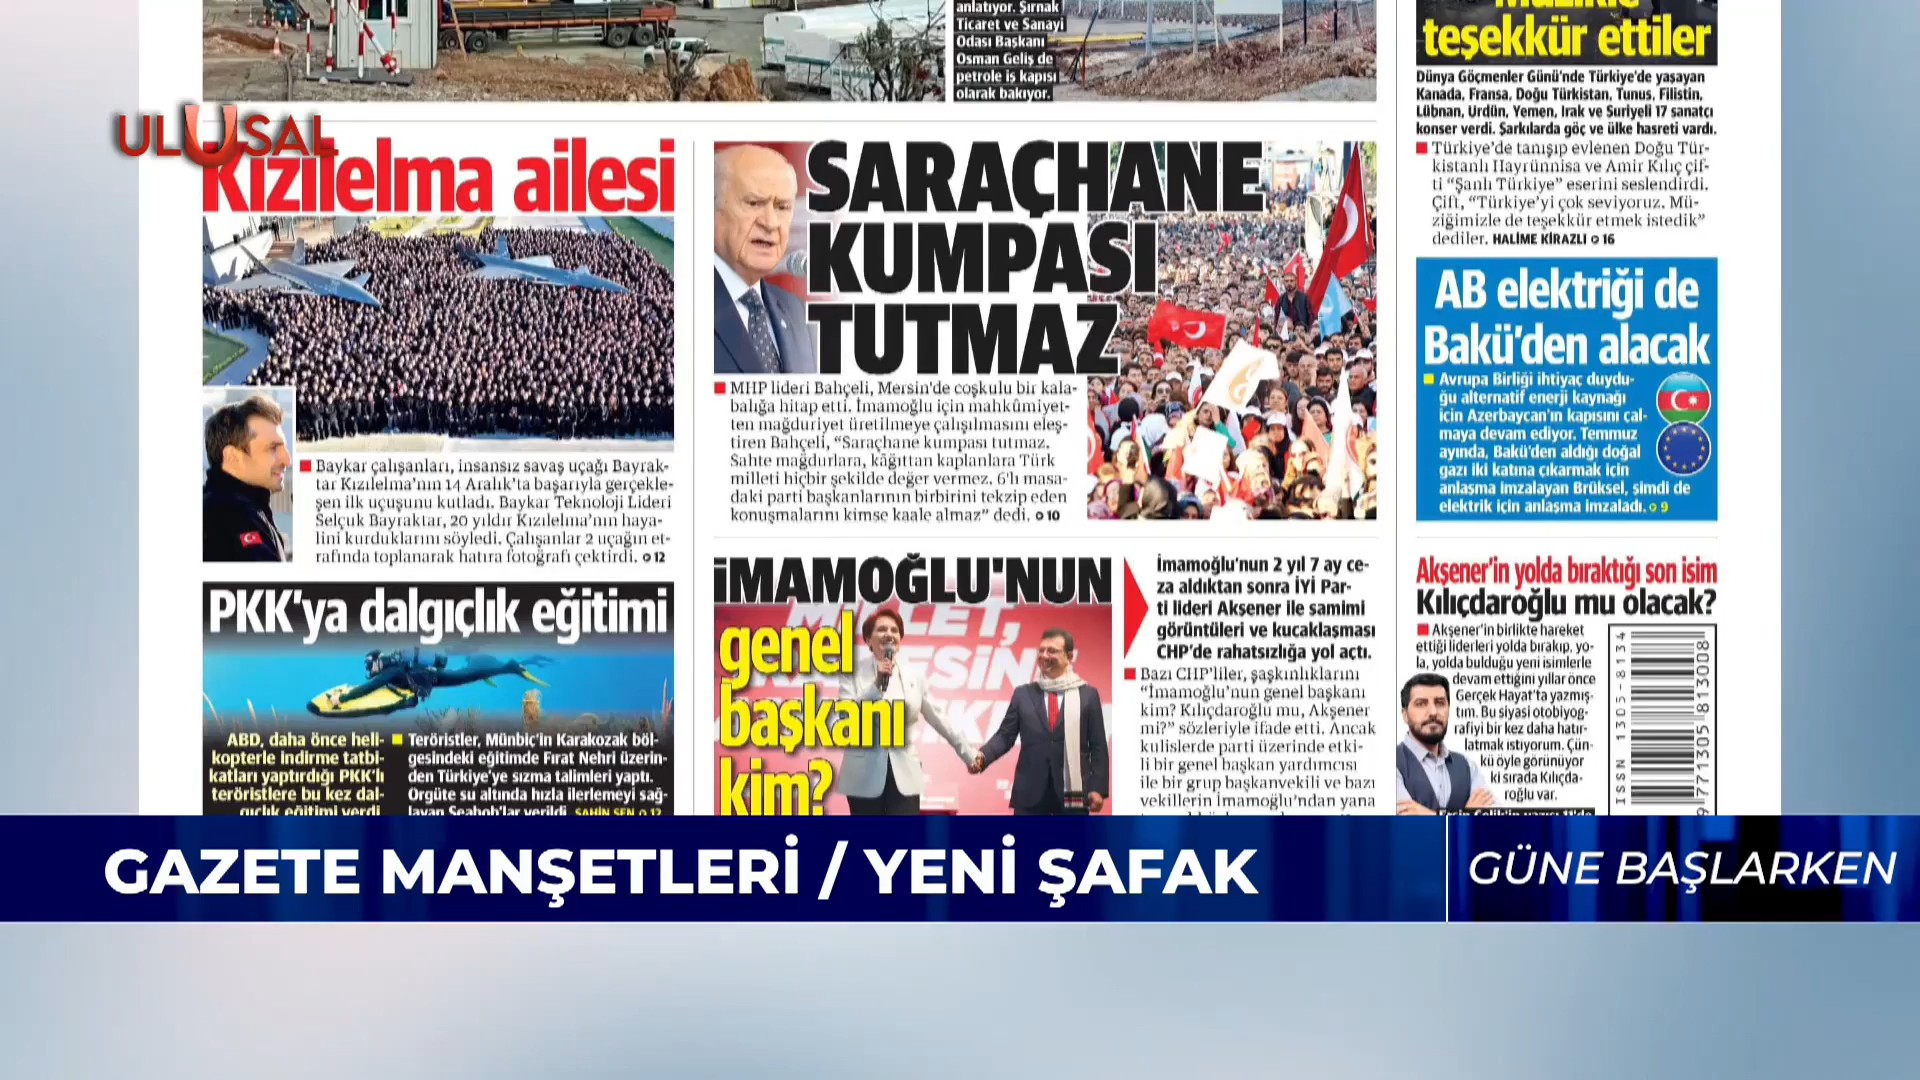 anlatıyor. Şırnak
Ticaret ve Sanayi
Odası Başkanı
Osman Geliş de
petrole iş kapısı
olarak bakıyor.
Müzikle
teşekkür ettiler
Dünya Göçmenler Günü'nde Türkiye'de yaşayan
Kanada, Fransa, Doğu Türkistan, Tunus, Filistin,
Lübnan, Ürdün, Yemen, Irak ve Suriyeli 17 sanatçı
konser verdi. Şarkılarda göç ve ülke hasreti vardı.
Türkiye'de tanışıp evlenen Doğu Tür-
kistanlı Hayrünnisa ve Amir Kılıç çif-
ti "Şanlı Türkiye" eserini seslendirdi.
Çift, "Türkiye'yi çok seviyoruz. Mü-
ziğimizle de teşekkür etmek istedik"
dediler. HALİME KİRAZLI 16
ULUSAL
Kızılelma ailesi
Baykar çalışanları, insansız savaş uçağı Bayrak-
tar Kızılelma'nın 14 Aralık'ta başarıyla gerçekle-
şen ilk uçuşunu kutladı. Baykar Teknoloji Lideri
Selçuk Bayraktar, 20 yıldır Kızılelma'nın haya-
lini kurduklarını söyledi. Çalışanlar 2 uçağın et-
rafında toplanarak hatıra fotoğrafı çektirdi. 12
SARAÇHANE
KUMPASI
TUTMAZ
MHP lideri Bahçeli, Mersin'de coşkulu bir kala-
balığa hitap etti. İmamoğlu için mahkûmiyet-
ten mağduriyet üretilmeye çalışılmasını eleş-
tiren Bahçeli, "Saraçhane kumpası tutmaz.
Sahte mağdurlara, kâğıttan kaplanlara Türk
milleti hiçbir şekilde değer vermez. 6'lı masa-
daki parti başkanlarının birbirini tekzip eden
konuşmalarını kimse kaale almaz" dedi. 10
AB elektriği de
Bakü'den alacak
Avrupa Birliği ihtiyaç duydu-
ğu alternatif enerji kaynağı
için Azerbaycan'ın kapısını çal-
maya devam ediyor. Temmuz
ayında, Bakü'den aldığı doğal
gazı iki katına çıkarmak için
anlaşma imzalayan Brüksel, şimdi de
elektrik için anlaşma imzaladı. 9
PKK'ya dalgıçlık eğitimi
ABD, daha önce heli-
kopterle indirme tatbi-
katları yaptırdığı PKK'lı
teröristlere bu kez dal-
gıçlık eğitimi verdi.
Teröristler, Münbiç'in Karakozak böl-
gesindeki eğitimde Fırat Nehri üzerin-
den Türkiye'ye sızma talimleri yaptı.
Örgüte su altında hızla ilerlemeyi sağ-
layan Seabob'lar verildi. ŞAHİN ŞEN 12
İMAMOĞLU'NUN
genel
başkanı
kim?
İmamoğlu'nun 2 yıl 7 ay ce-
za aldıktan sonra İYİ Par-
ti lideri Akşener ile samimi
görüntüleri ve kucaklaşması
CHP'de rahatsızlığa yol açtı.
Bazı CHP'liler, şaşkınlıklarını
"İmamoğlu'nun genel başkanı
kim? Kılıçdaroğlu mu, Akşener
mi?" sözleriyle ifade etti. Ancak
kulislerde parti üzerinde etki-
li bir genel başkan yardımcısı
ile bir grup başkanvekili ve bazı
vekillerin İmamoğlu'ndan yana
Akşener'in yolda bıraktığı son isim
Kılıçdaroğlu mu olacak?
Akşener'in birlikte hareket
ettiği liderleri yolda bırakıp, yo-
la, yolda bulduğu yeni isimlerle
devam ettiğini yıllar önce
Gerçek Hayat'ta yazmış-
tım. Bu siyasi otobiyog-
rafiyi bir kez daha hatır-
latmak istiyorum. Çün-
kü öyle görünüyor
ki sırada Kılıçda-
roğlu var.
ISSN 1305-8134
9 771305 813008
GAZETE MANŞETLERİ / YENİ ŞAFAK
GÜNE BAŞLARKEN